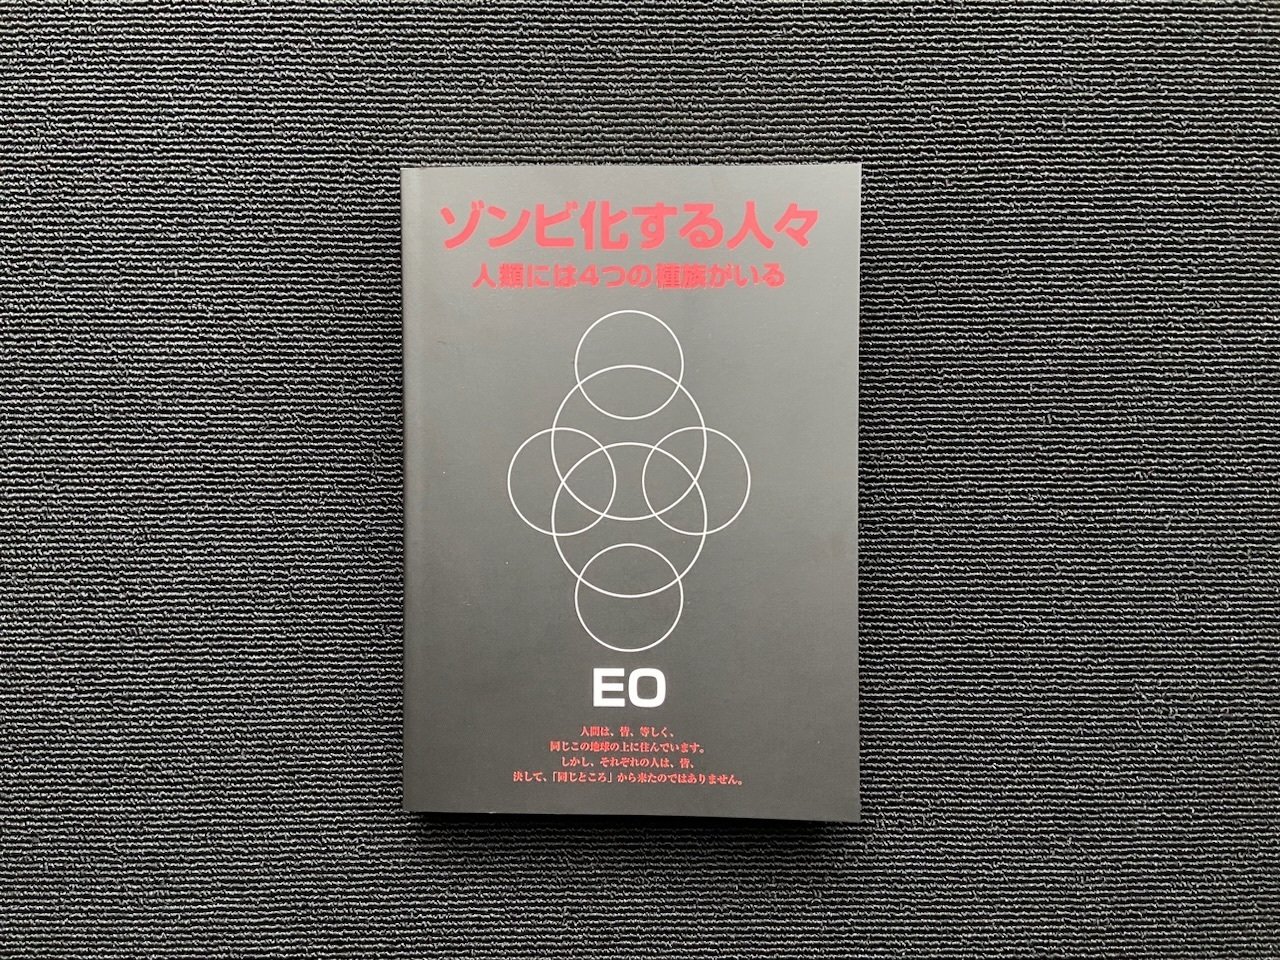 ゾンビ化する人々
人類には4つの種族がいる
EO
人間は、皆、等しく、
同じこの地球の上に住んでいます。
しかし、それぞれの人は、皆、
決して、「同じところ」から来たのではありません。